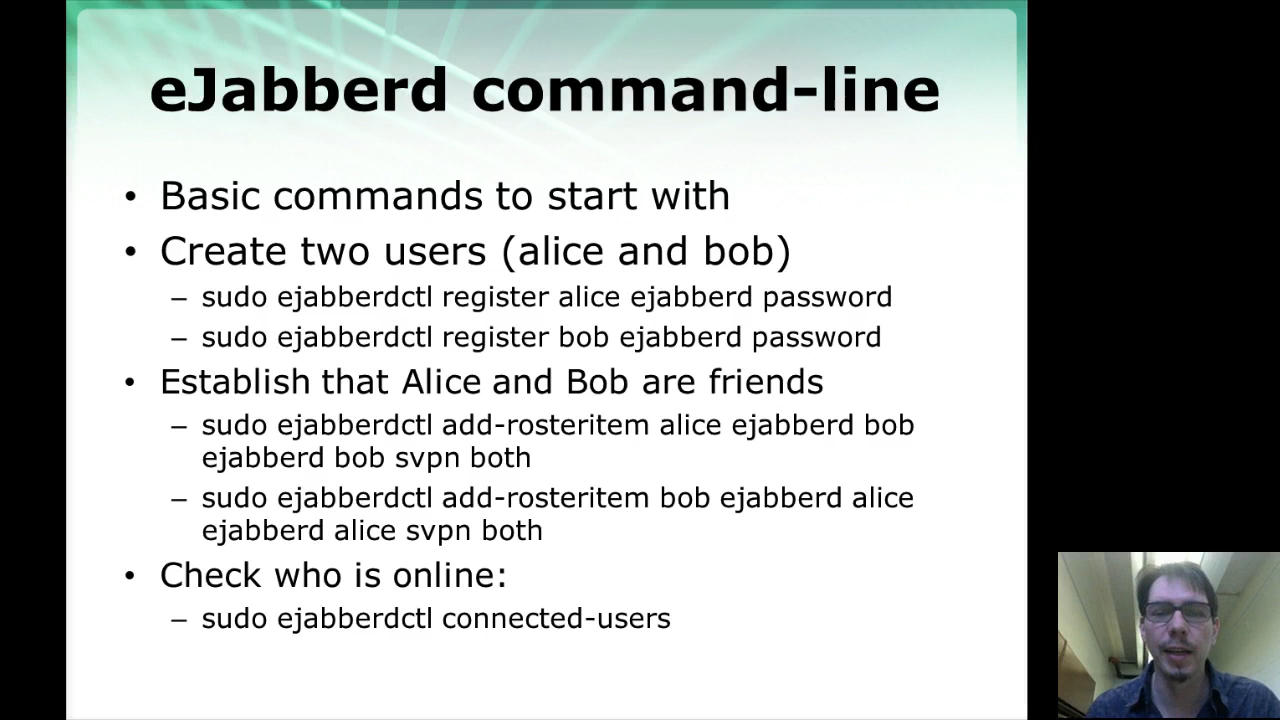 eJabberd command-line
• Basic commands to start with
• Create two users (alice and bob)
– sudo ejabberdctl register alice ejabberd password
– sudo ejabberdctl register bob ejabberd password
• Establish that Alice and Bob are friends
– sudo ejabberdctl add-rosteritem alice ejabberd bob
ejabberd bob svpn both
– sudo ejabberdctl add-rosteritem bob ejabberd alice
ejabberd alice svpn both
• Check who is online:
– sudo ejabberdctl connected-users